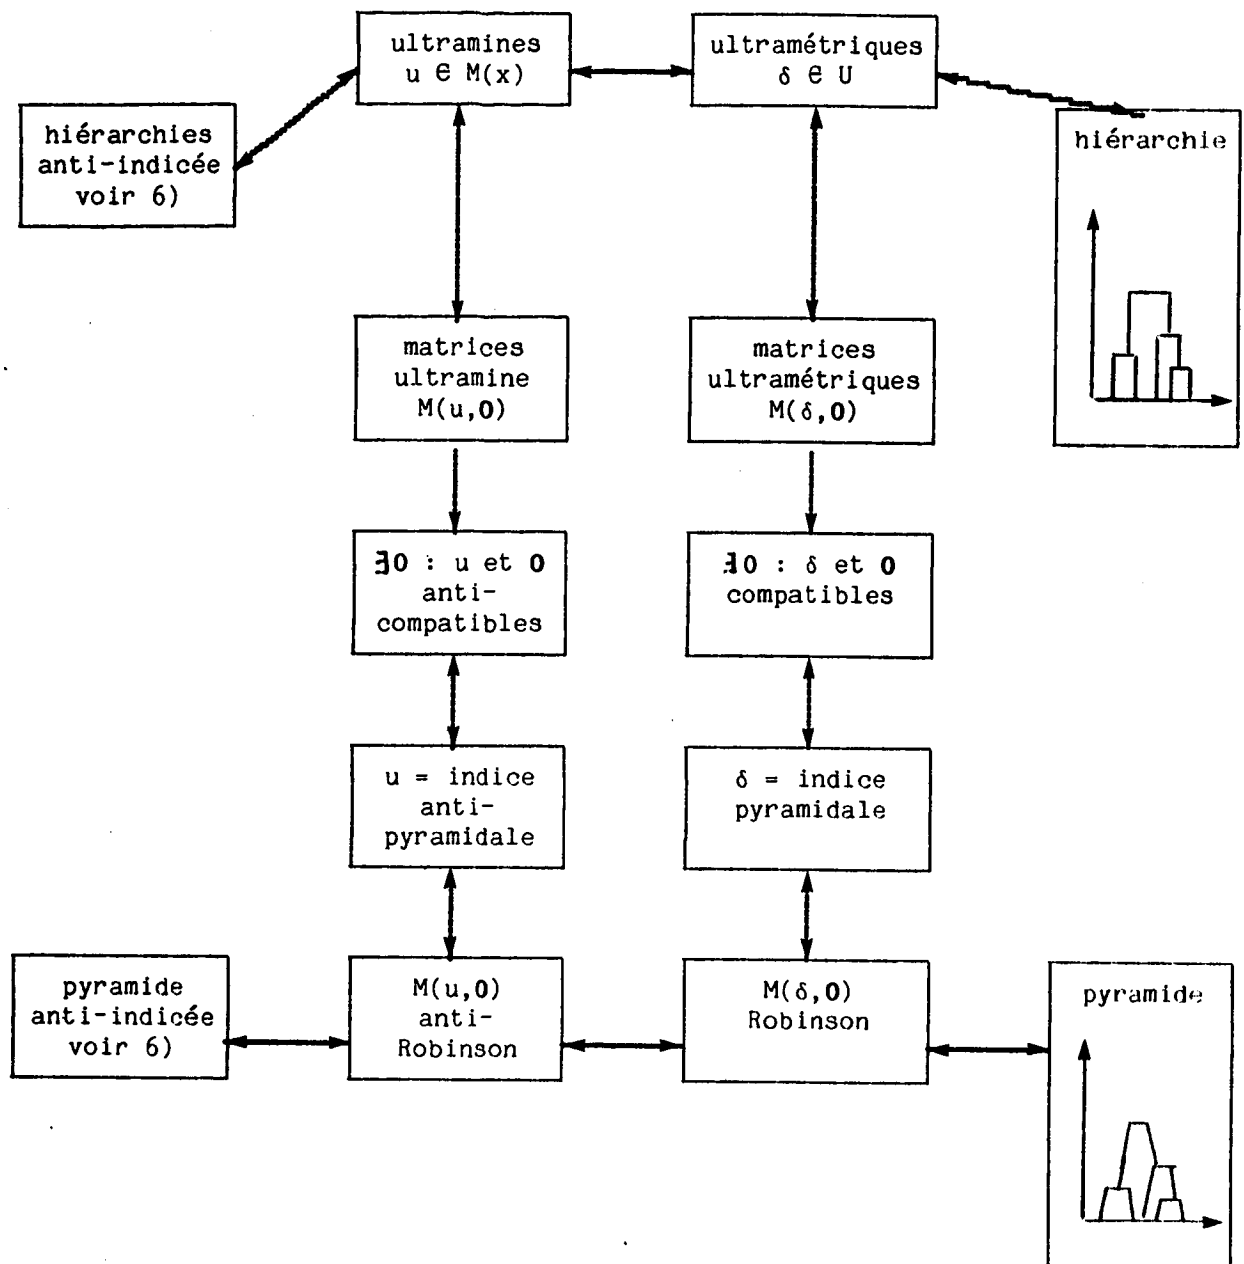 ultramines
u ∈ M(x)
ultramétriques
δ ∈ U
hiérarchies
anti-indicée
voir 6)
hiérarchie
matrices
ultramine
M(u,O)
matrices
ultramétriques
M(δ,O)
∃O : u et O
anti-
compatibles
∃O : δ et O
compatibles
u = indice
anti-
pyramidale
δ = indice
pyramidale
pyramide
anti-indicée
voir 6)
M(u,O)
anti-
Robinson
M(δ,O)
Robinson
pyramide